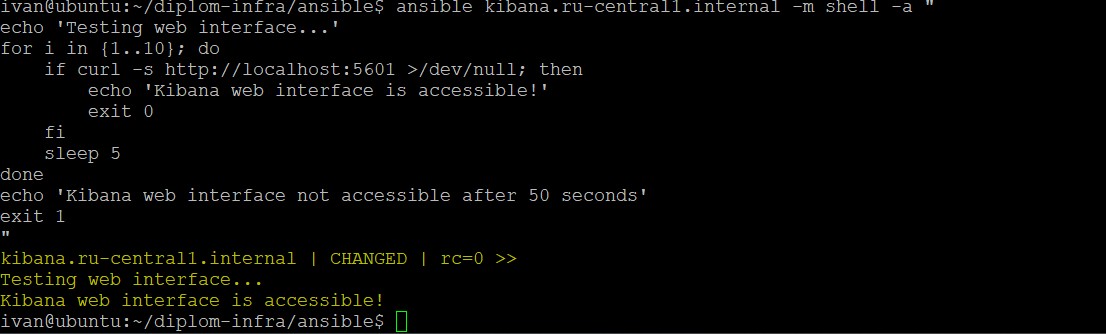 ivan@ubuntu:~/diplom-infra/ansible$ ansible kibana.ru-central1.internal -m shell -a "
echo 'Testing web interface...'
for i in {1..10}; do
    if curl -s http://localhost:5601 >/dev/null; then
        echo 'Kibana web interface is accessible!'
        exit 0
    fi
    sleep 5
done
echo 'Kibana web interface not accessible after 50 seconds'
exit 1
"
kibana.ru-central1.internal | CHANGED | rc=0 >>
Testing web interface...
Kibana web interface is accessible!
ivan@ubuntu:~/diplom-infra/ansible$